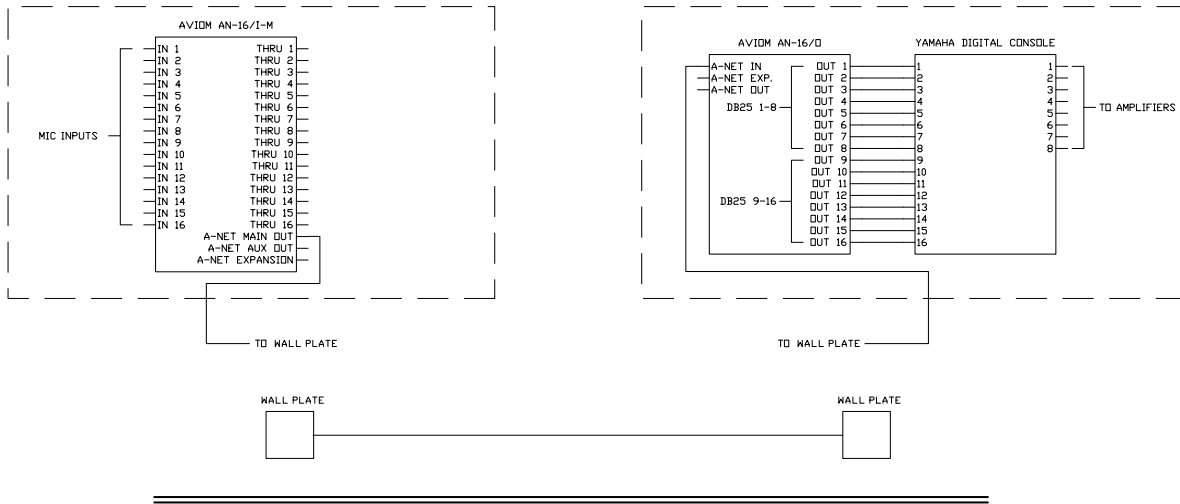 AVIOM AN-16/I-M
MIC INPUTS
IN 1 THRU 1
IN 2 THRU 2
IN 3 THRU 3
IN 4 THRU 4
IN 5 THRU 5
IN 6 THRU 6
IN 7 THRU 7
IN 8 THRU 8
IN 9 THRU 9
IN 10 THRU 10
IN 11 THRU 11
IN 12 THRU 12
IN 13 THRU 13
IN 14 THRU 14
IN 15 THRU 15
IN 16 THRU 16
A-NET MAIN OUT
A-NET AUX OUT
A-NET EXPANSION
TO WALL PLATE
AVIOM AN-16/O
A-NET IN
A-NET EXP.
A-NET OUT
DB25 1-8
DB25 9-16
OUT 1
OUT 2
OUT 3
OUT 4
OUT 5
OUT 6
OUT 7
OUT 8
OUT 9
OUT 10
OUT 11
OUT 12
OUT 13
OUT 14
OUT 15
OUT 16
YAMAHA DIGITAL CONSOLE
1 1
2 2
3 3
4 4
5 5
6 6
7 7
8 8
9
10
11
12
13
14
15
16
TO AMPLIFIERS
TO WALL PLATE
WALL PLATE
WALL PLATE